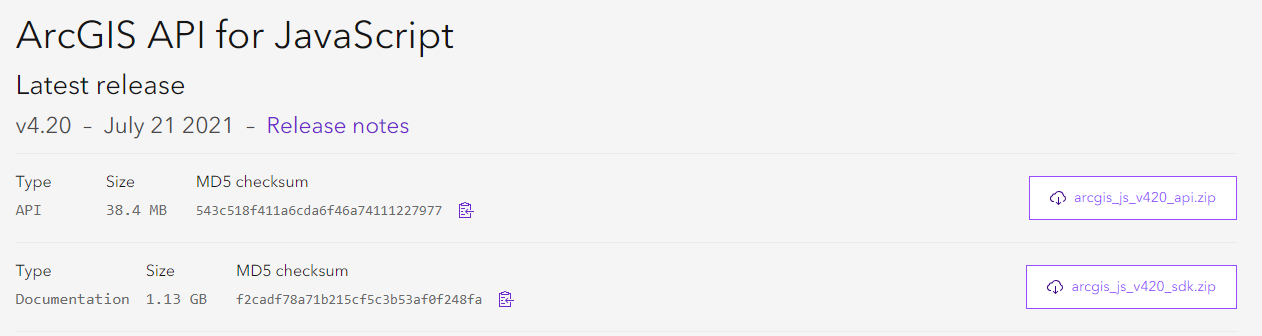 ArcGIS API for JavaScript
Latest release
v4.20 - July 21 2021 - Release notes
Type Size MD5 checksum
API 38.4 MB 543c518f411a6cda6f46a74111227977
arcgis_js_v420_api.zip
Type Size MD5 checksum
Documentation 1.13 GB f2cadf78a71b215cf5c3b53af0f248fa
arcgis_js_v420_sdk.zip